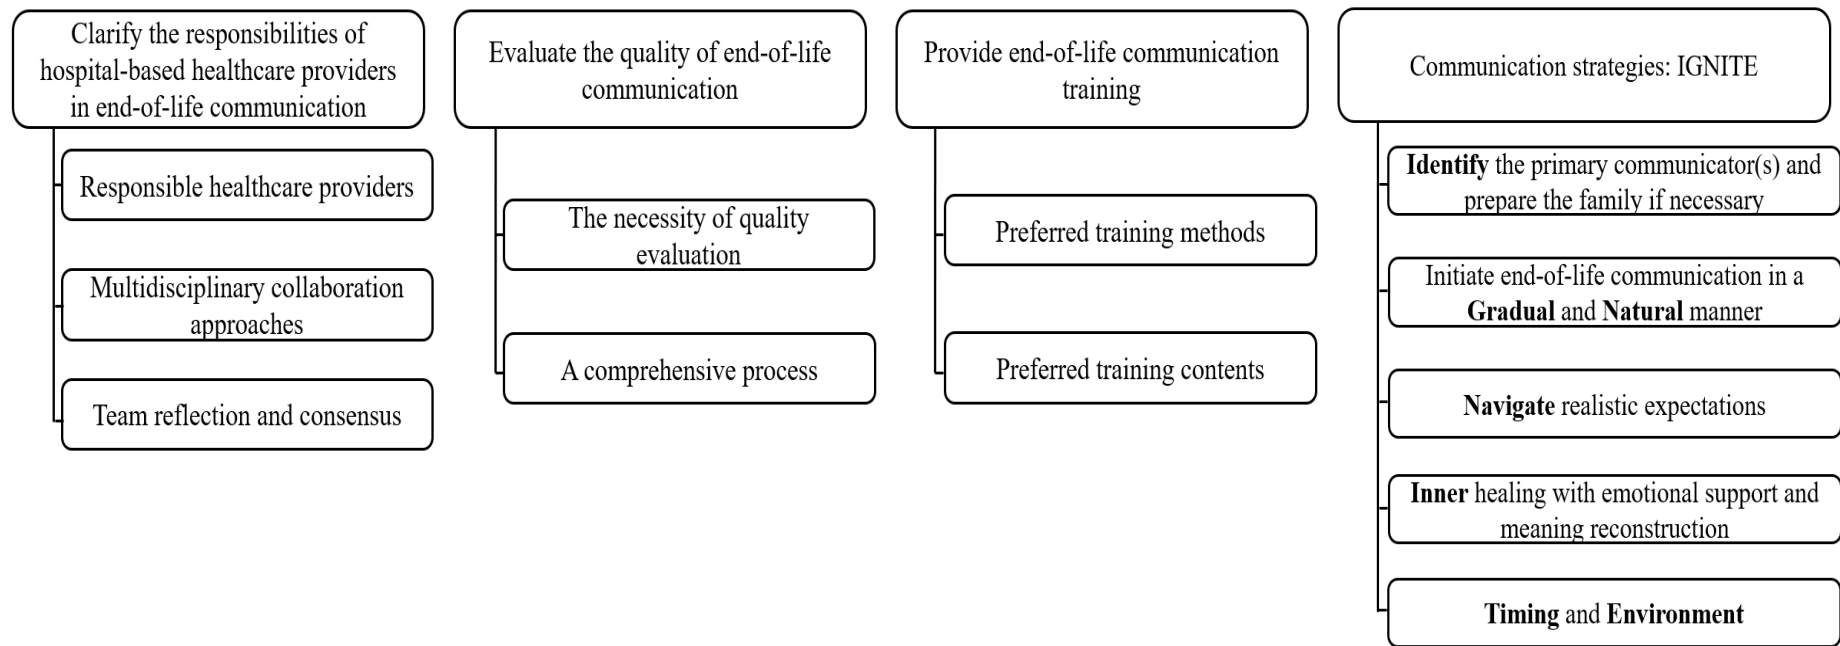 Clarify the responsibilities of
hospital-based healthcare providers
in end-of-life communication
Responsible healthcare providers
Multidisciplinary collaboration
approaches
Team reflection and consensus
Evaluate the quality of end-of-life
communication
The necessity of quality
evaluation
A comprehensive process
Provide end-of-life communication
training
Preferred training methods
Preferred training contents
Communication strategies: IGNITE
Identify the primary communicator(s) and
prepare the family if necessary
Initiate end-of-life communication in a
Gradual and Natural manner
Navigate realistic expectations
Inner healing with emotional support and
meaning reconstruction
Timing and Environment